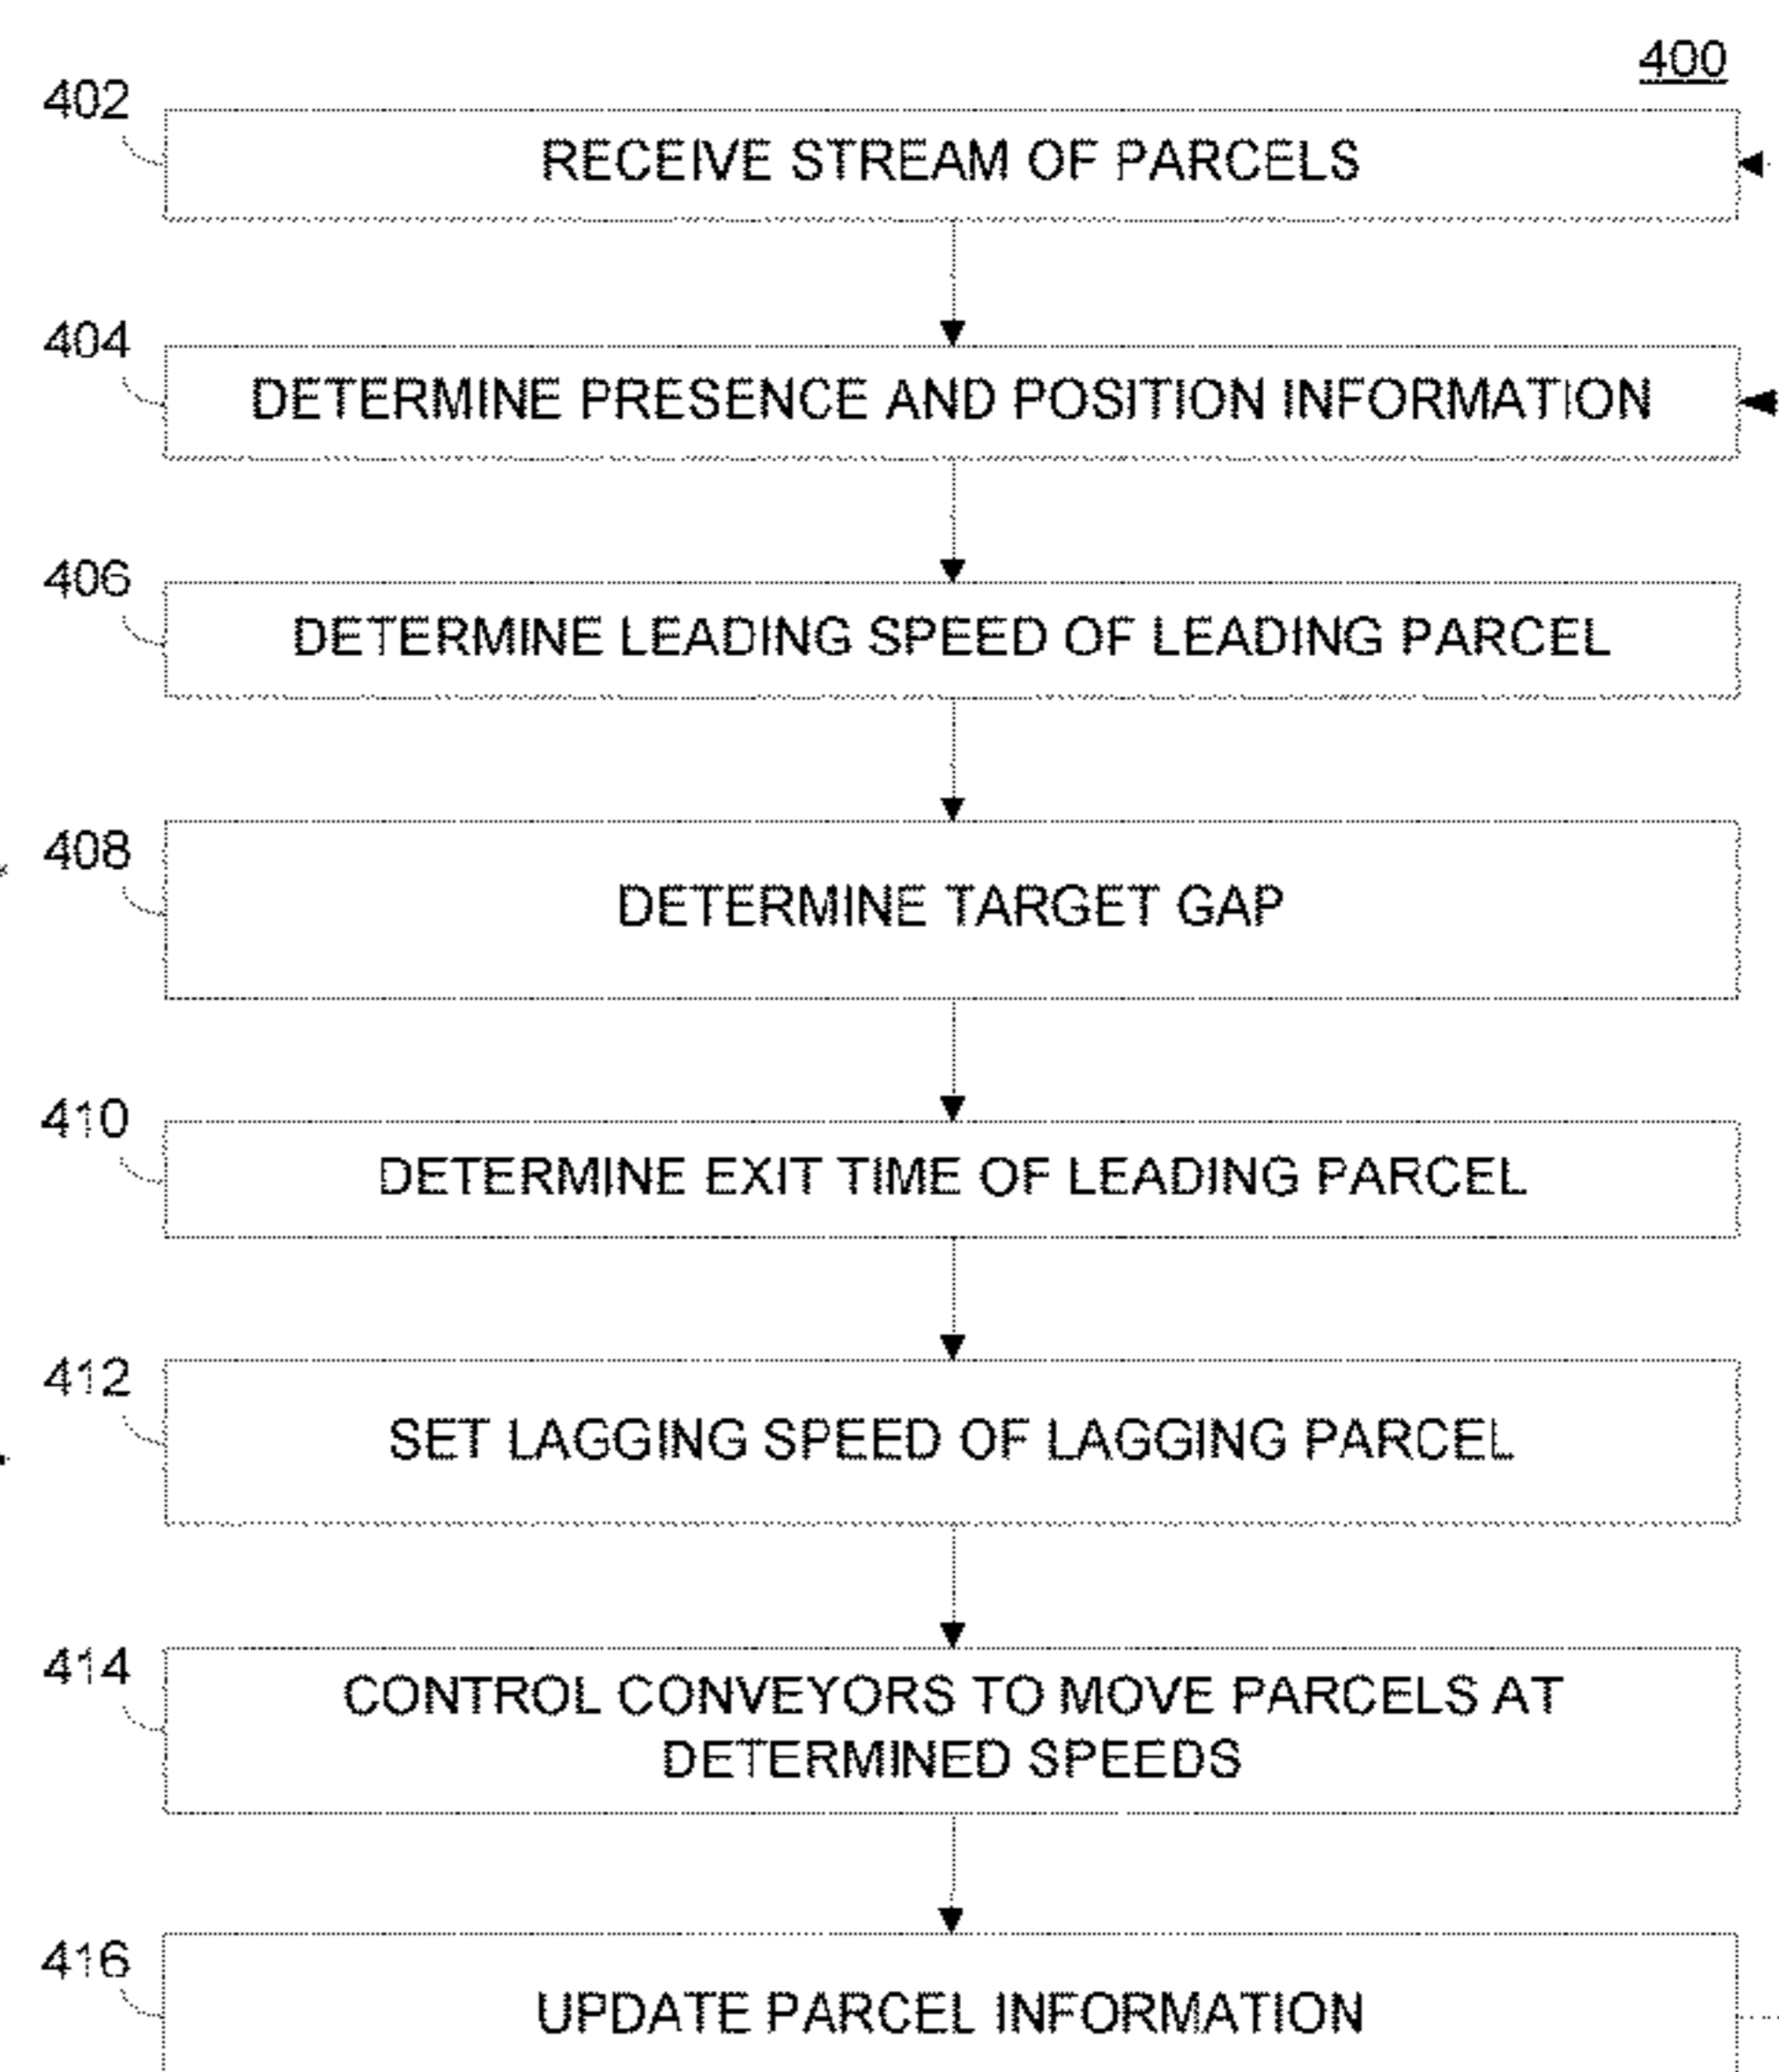 400
402
RECEIVE STREAM OF PARCELS
404
DETERMINE PRESENCE AND POSITION INFORMATION
406
DETERMINE LEADING SPEED OF LEADING PARCEL
408
DETERMINE TARGET GAP
410
DETERMINE EXIT TIME OF LEADING PARCEL
412
SET LAGGING SPEED OF LAGGING PARCEL
414
CONTROL CONVEYORS TO MOVE PARCELS AT
DETERMINED SPEEDS
416
UPDATE PARCEL INFORMATION